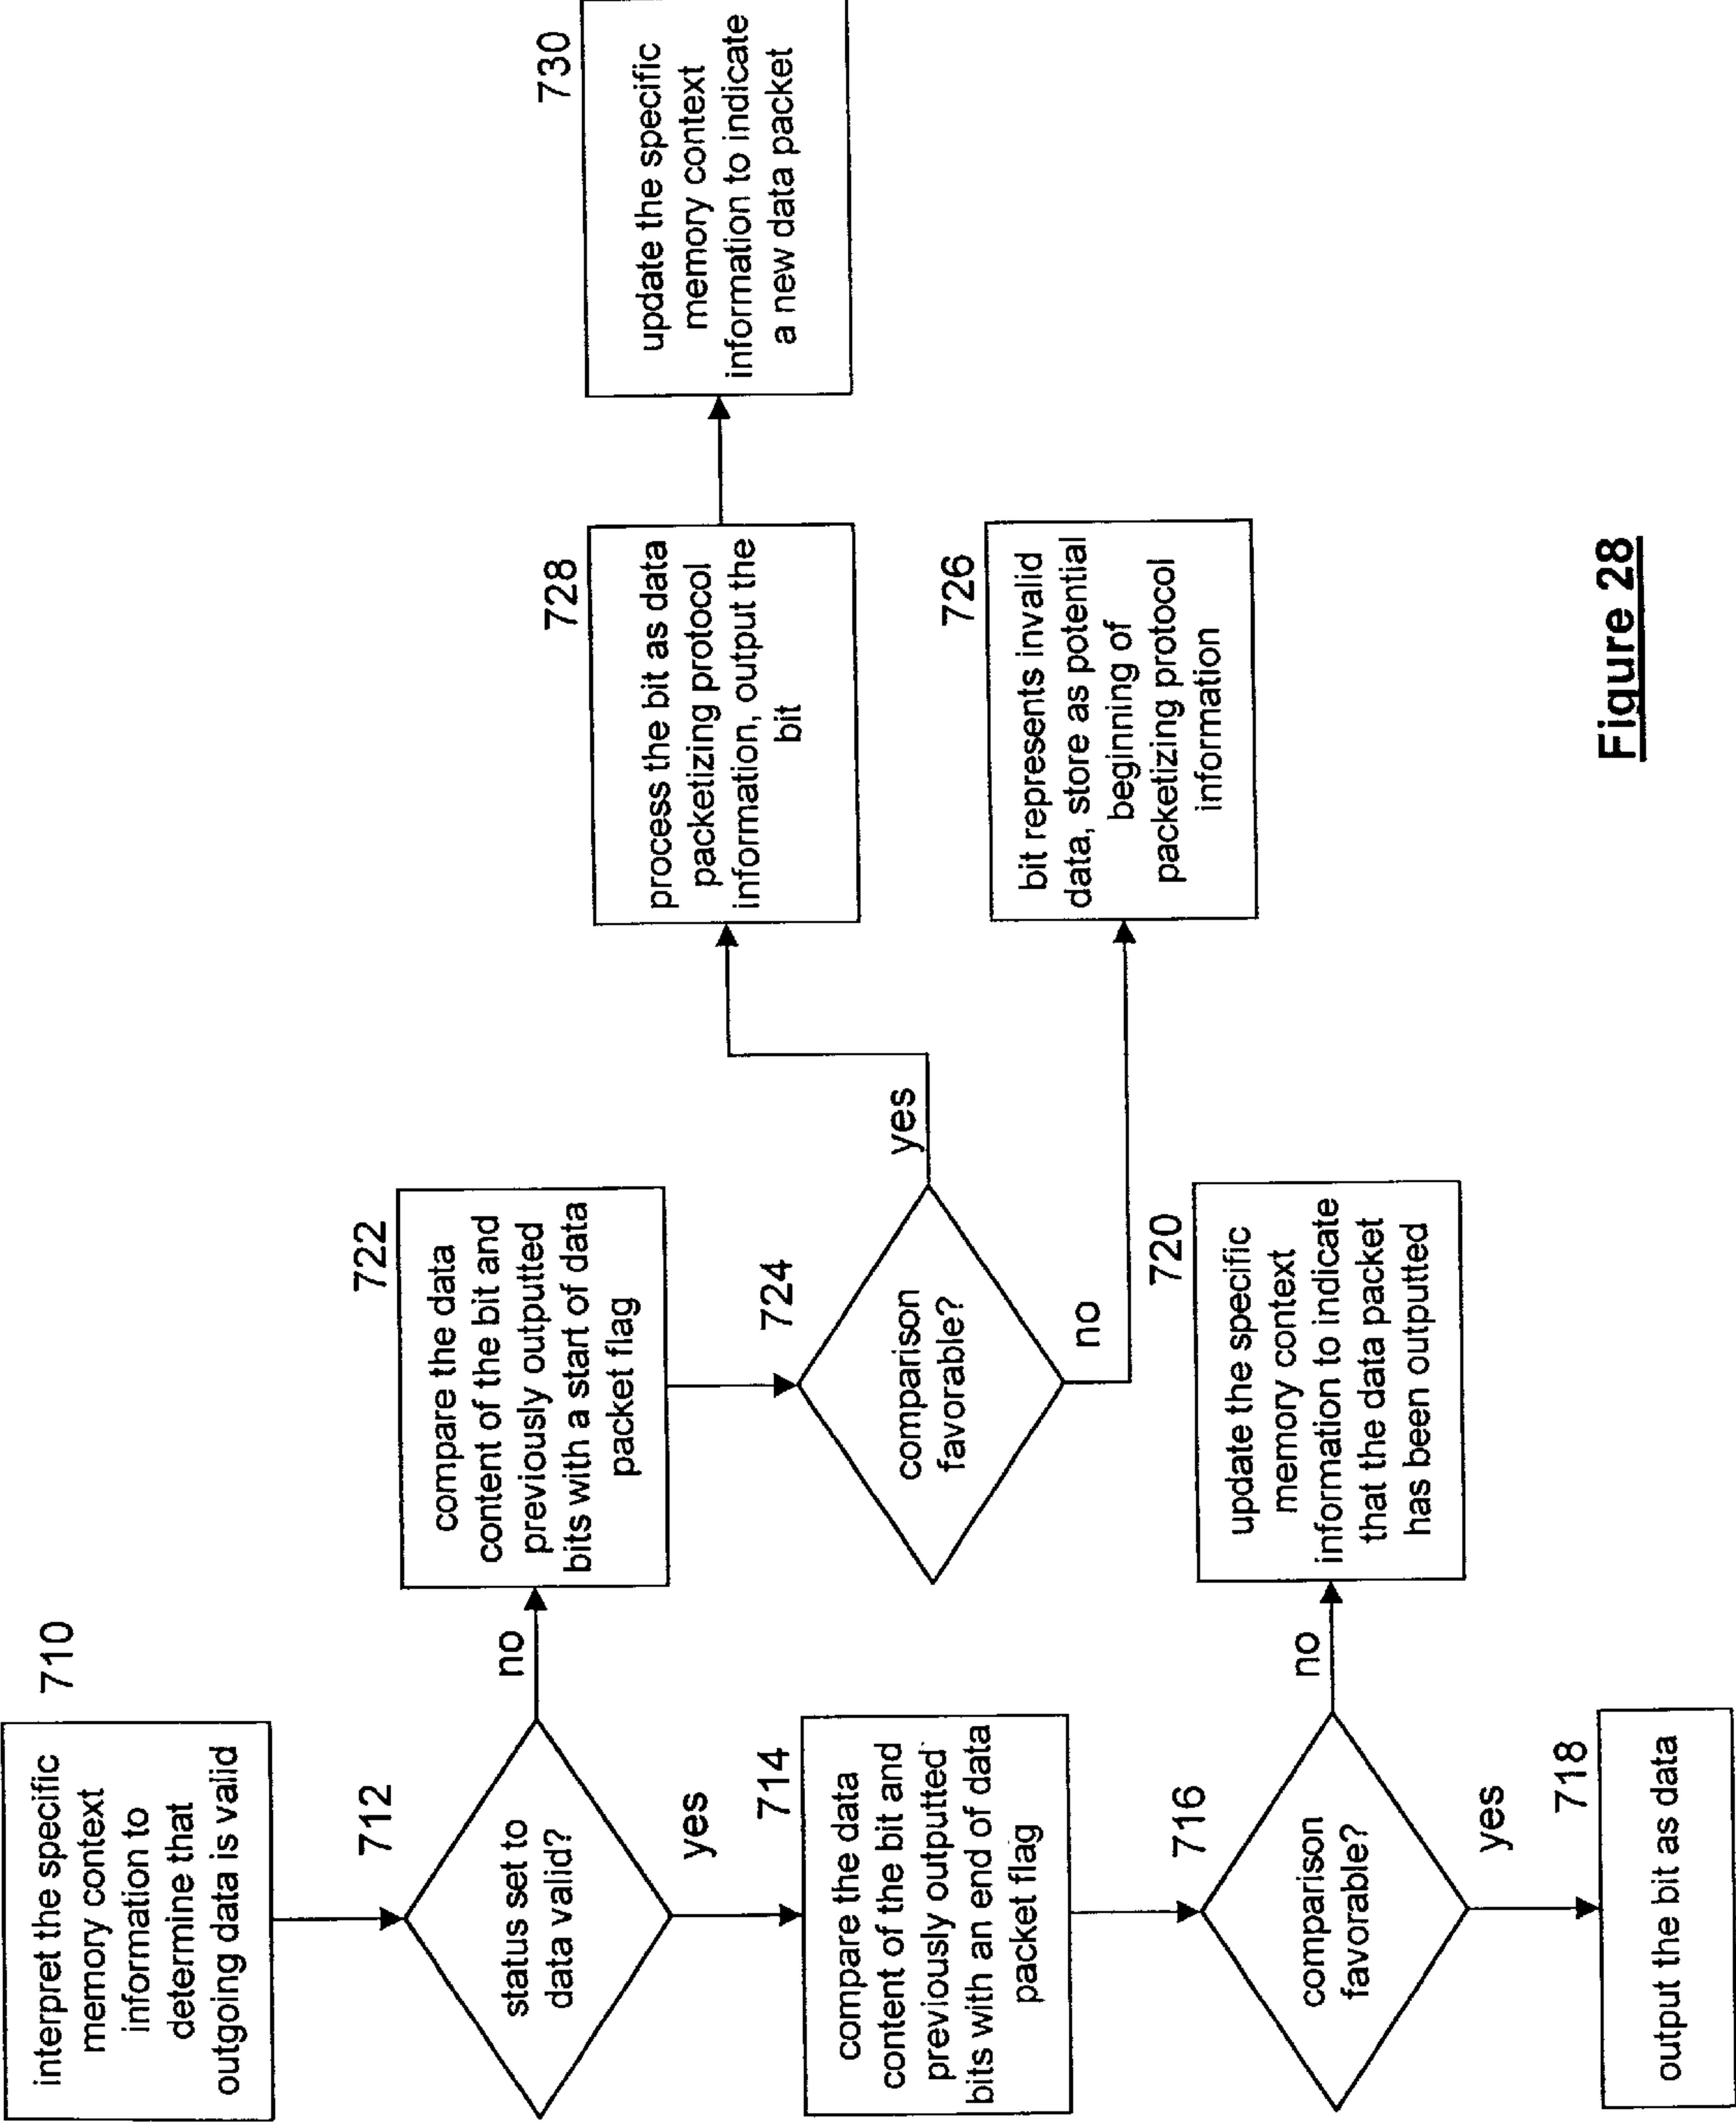 710
interpret the specific
memory context
information to
determine that
outgoing data is valid
712
status set to
data valid?
no
yes
714
compare the data
content of the bit and
previously outputted
bits with an end of data
packet flag
716
comparison
favorable?
no
yes
718
output the bit as data
720
update the specific
memory context
information to indicate
that the data packet
has been outputted
722
compare the data
content of the bit and
previously outputted
bits with a start of data
packet flag
724
comparison
favorable?
yes
no
726
bit represents invalid
data, store as potential
beginning of
packetizing protocol
information
728
process the bit as data
packetizing protocol
information, output the
bit
730
update the specific
memory context
information to indicate
a new data packet
Figure 28